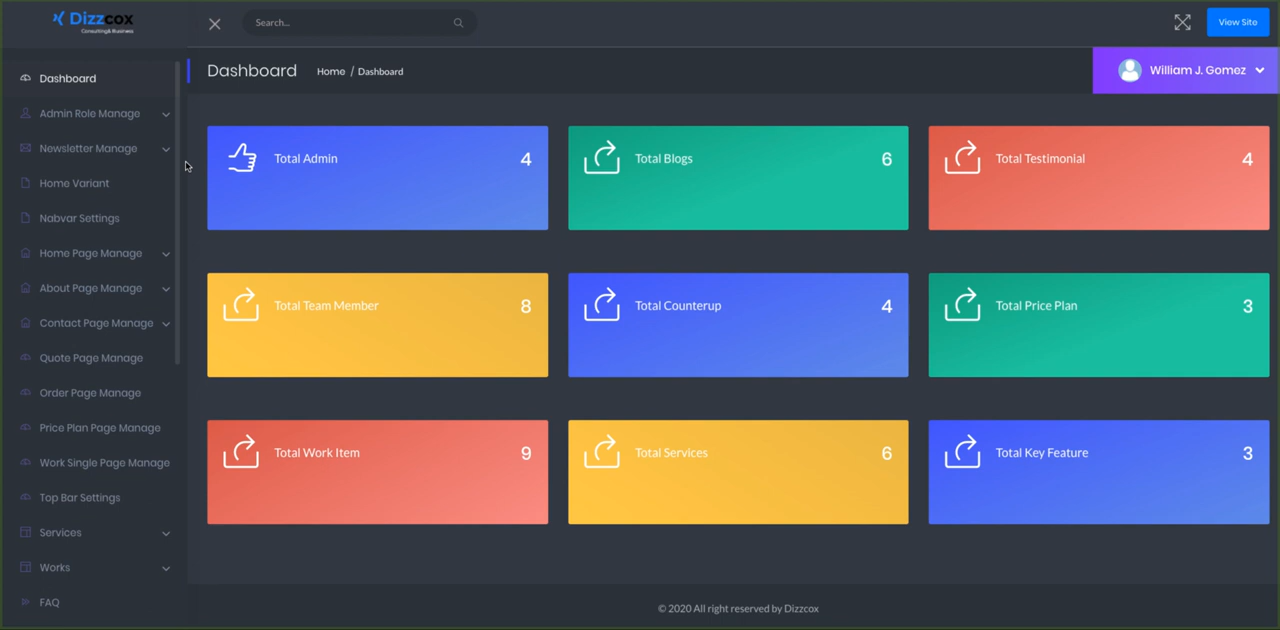 Dizzcox
Consulting& Business
Search...
View Site
Dashboard
Home / Dashboard
William J. Gomez
Dashboard
Admin Role Manage
Newsletter Manage
Home Variant
Nabvar Settings
Home Page Manage
About Page Manage
Contact Page Manage
Quote Page Manage
Order Page Manage
Price Plan Page Manage
Work Single Page Manage
Top Bar Settings
Services
Works
FAQ
Total Admin 4
Total Blogs 6
Total Testimonial 4
Total Team Member 8
Total Counterup 4
Total Price Plan 3
Total Work Item 9
Total Services 6
Total Key Feature 3
© 2020 All right reserved by Dizzcox